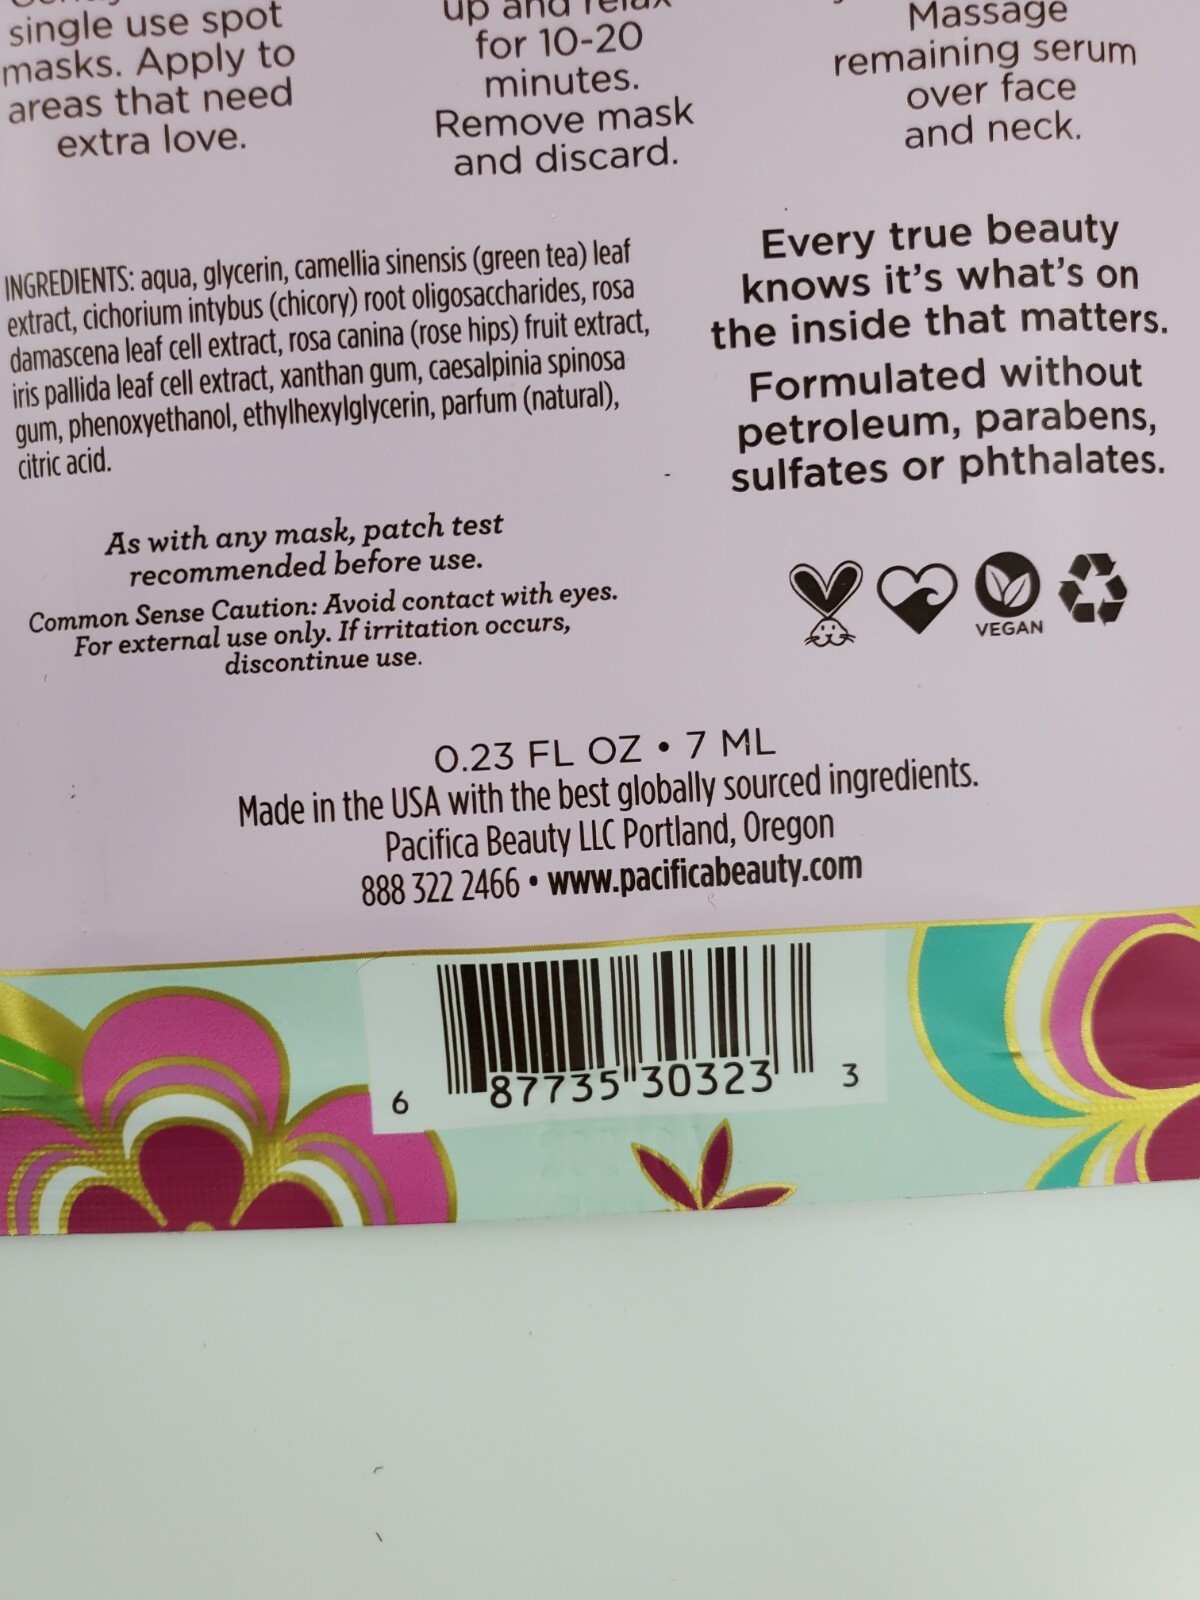 single use spot
masks. Apply to
areas that need
extra love.
up and relax
for 10-20
minutes.
Remove mask
and discard.
Massage
remaining serum
over face
and neck.
INGREDIENTS: aqua, glycerin, camellia sinensis (green tea) leaf
extract, cichorium intybus (chicory) root oligosaccharides, rosa
damascena leaf cell extract, rosa canina (rose hips) fruit extract,
iris pallida leaf cell extract, xanthan gum, caesalpinia spinosa
gum, phenoxyethanol, ethylhexylglycerin, parfum (natural),
citric acid.
As with any mask, patch test
recommended before use.
Common Sense Caution: Avoid contact with eyes.
For external use only. If irritation occurs,
discontinue use.
Every true beauty
knows it's what's on
the inside that matters.
Formulated without
petroleum, parabens,
sulfates or phthalates.
VEGAN
0.23 FL OZ • 7 ML
Made in the USA with the best globally sourced ingredients.
Pacifica Beauty LLC Portland, Oregon
888 322 2466 • www.pacificabeauty.com
6 87735 30323 3